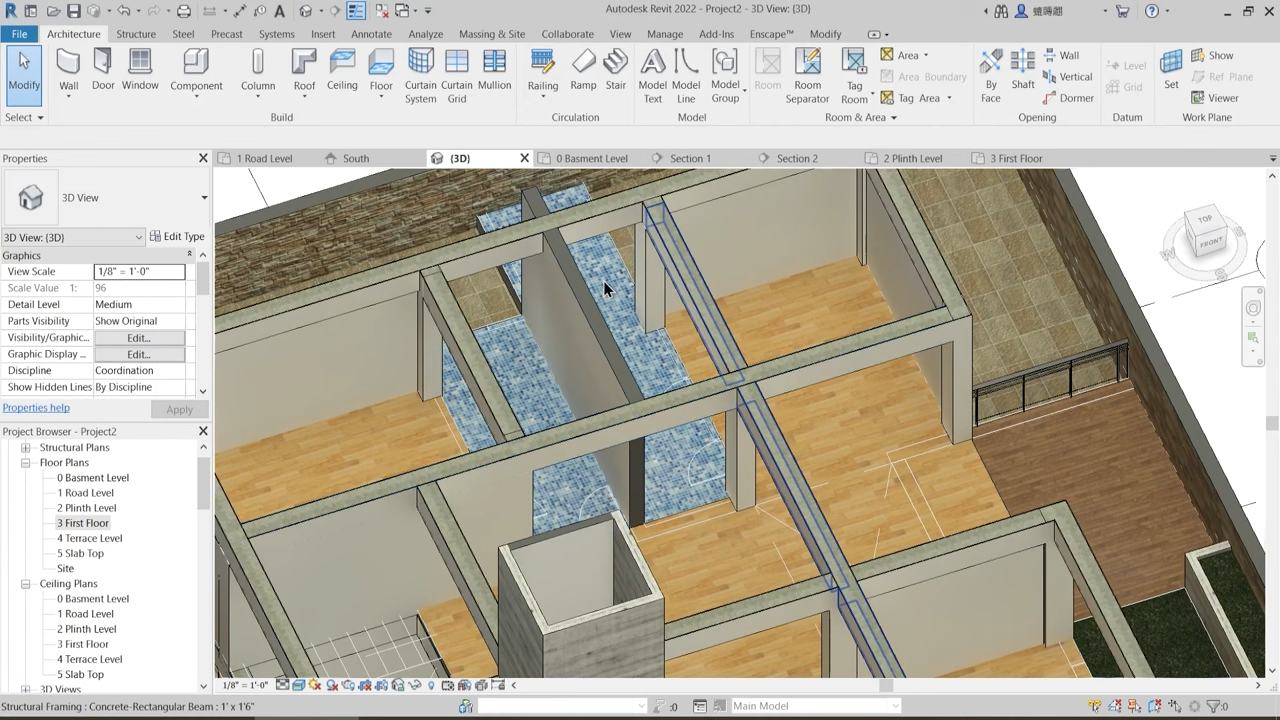 Autodesk Revit 2022 - Project2 - 3D View: {3D}
File Architecture Structure Steel Precast Systems Insert Annotate Analyze Massing & Site Collaborate View Manage Add-Ins Enscape™ Modify
Modify Wall Door Window Component Column Roof Ceiling Floor Curtain System Curtain Grid Mullion Railing Ramp Stair Model Text Model Line Model Group Room Room Separator Tag Room Area Area Boundary Tag Area By Face Shaft Wall Vertical Dormer Level Grid Set Show Ref Plane Viewer
Select Build Circulation Model Room & Area Opening Datum Work Plane
Properties
1 Road Level South {3D} 0 Basment Level Section 1 Section 2 2 Plinth Level 3 First Floor
3D View
3D View: {3D} Edit Type
Graphics
View Scale 1/8" = 1'-0"
Scale Value 1: 96
Detail Level Medium
Parts Visibility Show Original
Visibility/Graphic... Edit...
Graphic Display ... Edit...
Discipline Coordination
Show Hidden Lines By Discipline
Properties help Apply
Project Browser - Project2
Structural Plans
Floor Plans
0 Basment Level
1 Road Level
2 Plinth Level
3 First Floor
4 Terrace Level
5 Slab Top
Site
Ceiling Plans
0 Basment Level
1 Road Level
2 Plinth Level
3 First Floor
4 Terrace Level
5 Slab Top
3D Views
TOP
FRONT
1/8" = 1'-0"
Structural Framing : Concrete-Rectangular Beam : 1' x 1'6" :0 Main Model :0